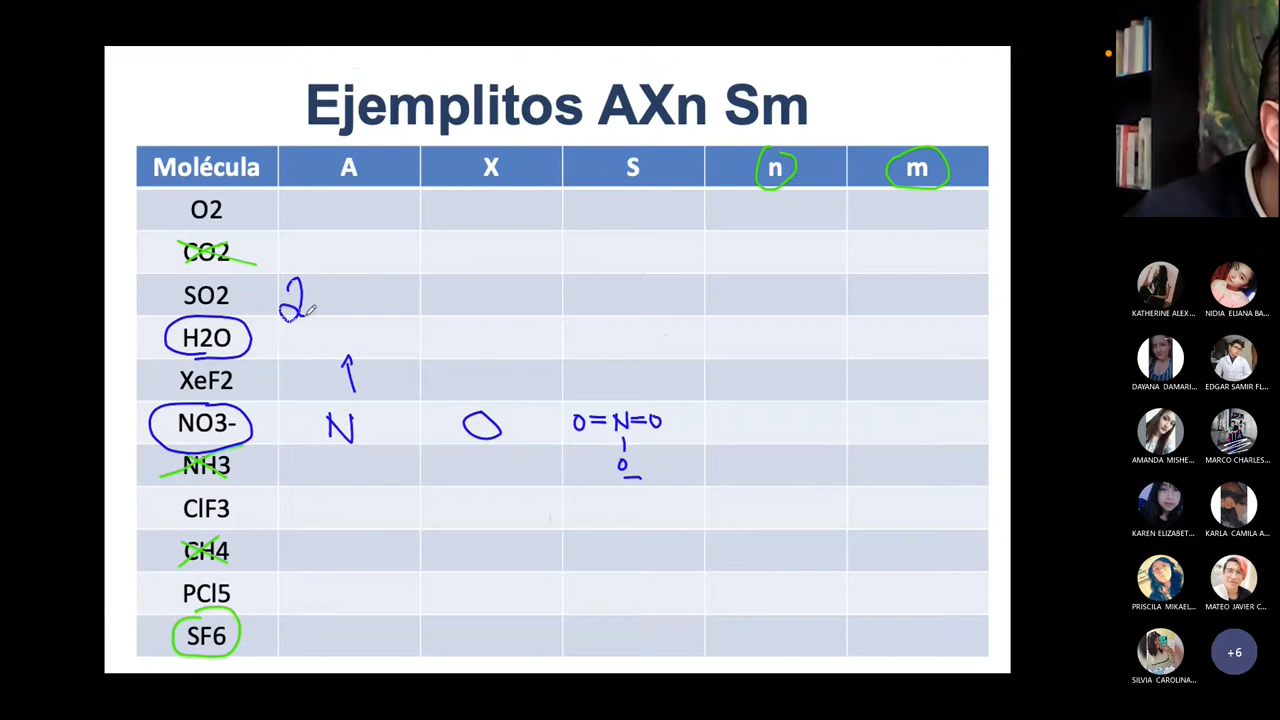 Ejemplitos AXn Sm
Molécula A X S n m
O2
CO2
SO2 2
H2O
XeF2
NO3- N O O=N=O
O
NH3
ClF3
CH4
PCl5
SF6
KATHERINE ALEX... NIDIA ELIANA BA...
DAYANA DAMARI... EDGAR SAMIR FL...
AMANDA MISHE... MARCO CHARLES...
KAREN ELIZABET... KARLA CAMILA A...
PRISCILA MIKAEL... MATEO JAVIER C...
SILVIA CAROLINA... +6